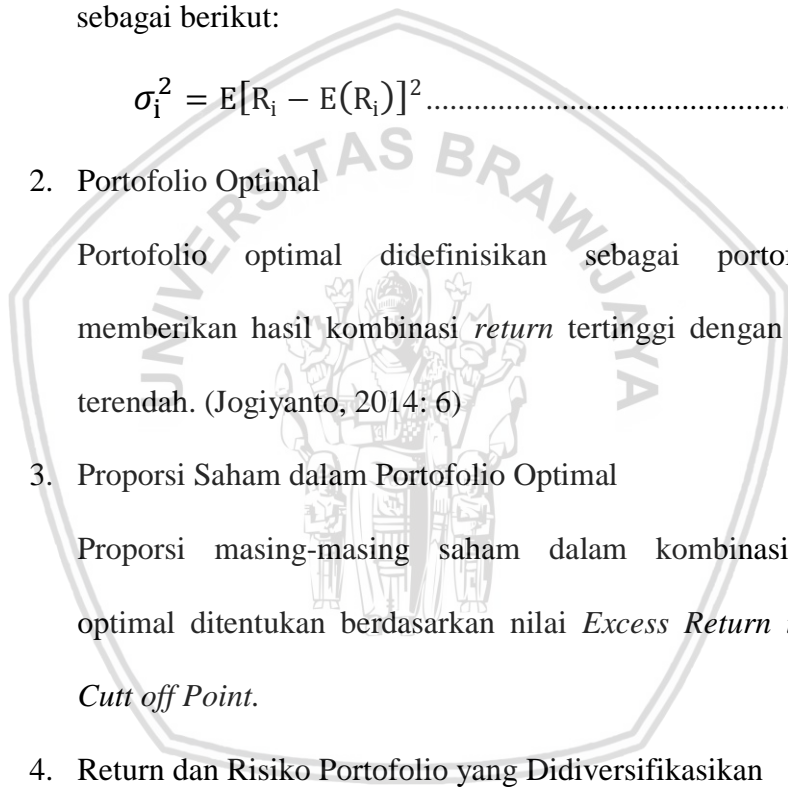 sebagai berikut:
σᵢ² = E[Rᵢ − E(Rᵢ)]² ................................................
2. Portofolio Optimal
Portofolio optimal didefinisikan sebagai
memberikan hasil kombinasi return tertinggi dengan
terendah. (Jogiyanto, 2014: 6)
3. Proporsi Saham dalam Portofolio Optimal
Proporsi masing-masing saham dalam kombinasi
optimal ditentukan berdasarkan nilai Excess Return
Cutt off Point.
4. Return dan Risiko Portofolio yang Didiversifikasikan
UNIVERSITAS BRAWIJAYA